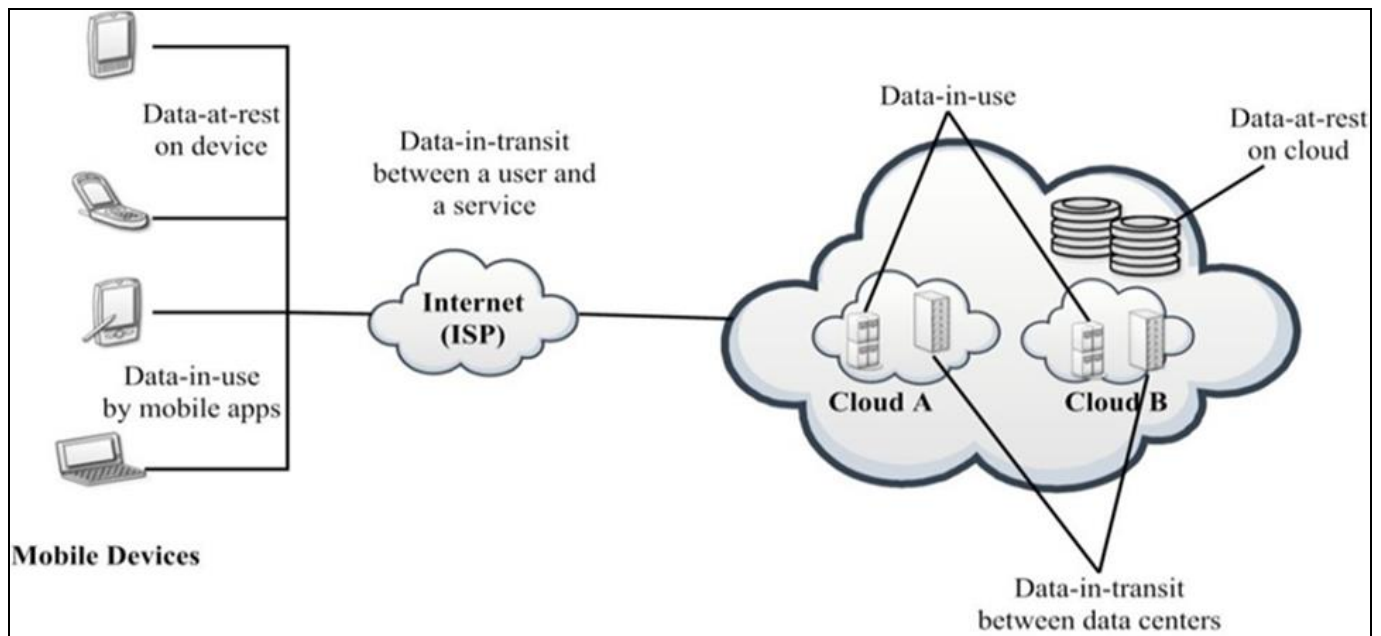 Data-at-rest
on device
Data-in-use
by mobile apps
Mobile Devices
Data-in-transit
between a user and
a service
Internet
(ISP)
Data-in-use
Data-at-rest
on cloud
Cloud A
Cloud B
Data-in-transit
between data centers